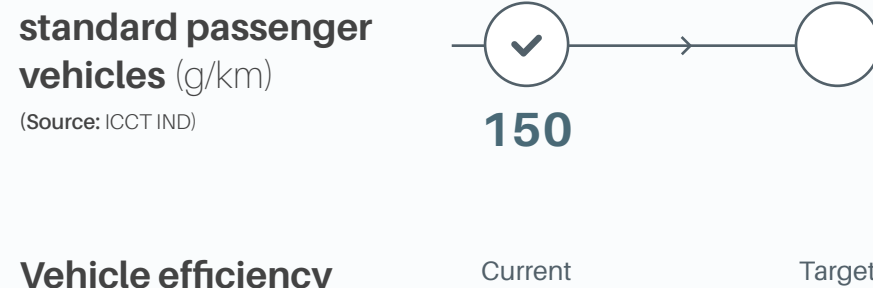 standard passenger
vehicles (g/km)
(Source: ICCT IND)
150
Vehicle efficiency
Current
Target